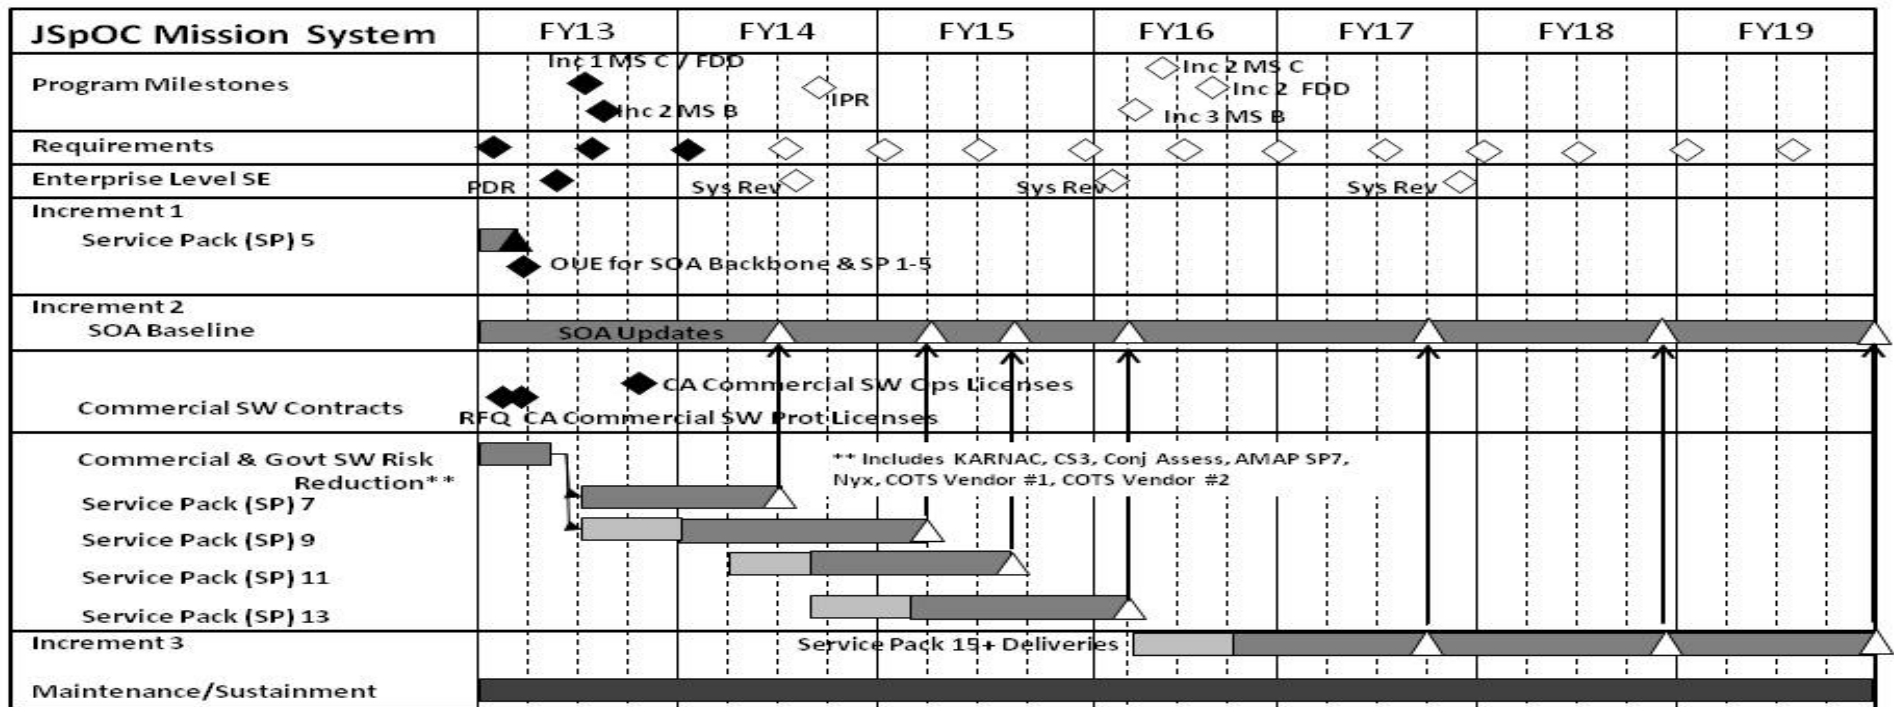 JSpOC Mission System
FY13 FY14 FY15 FY16 FY17 FY18 FY19
Program Milestones
Inc 1 MS C / FDD
Inc 2 MS B
IPR
Inc 2 MS C
Inc 2 FDD
Inc 3 MS B
Requirements
Enterprise Level SE
PDR
Sys Rev
Sys Rev
Sys Rev
Increment 1
Service Pack (SP) 5
OUE for SOA Backbone & SP 1-5
Increment 2
SOA Baseline
SOA Updates
CA Commercial SW Ops Licenses
Commercial SW Contracts
RFQ CA Commercial SW Prot Licenses
Commercial & Govt SW Risk
Reduction**
** Includes KARNAC, CS3, Conj Assess, AMAP SP7,
Nyx, COTS Vendor #1, COTS Vendor #2
Service Pack (SP) 7
Service Pack (SP) 9
Service Pack (SP) 11
Service Pack (SP) 13
Increment 3
Service Pack 15+ Deliveries
Maintenance/Sustainment